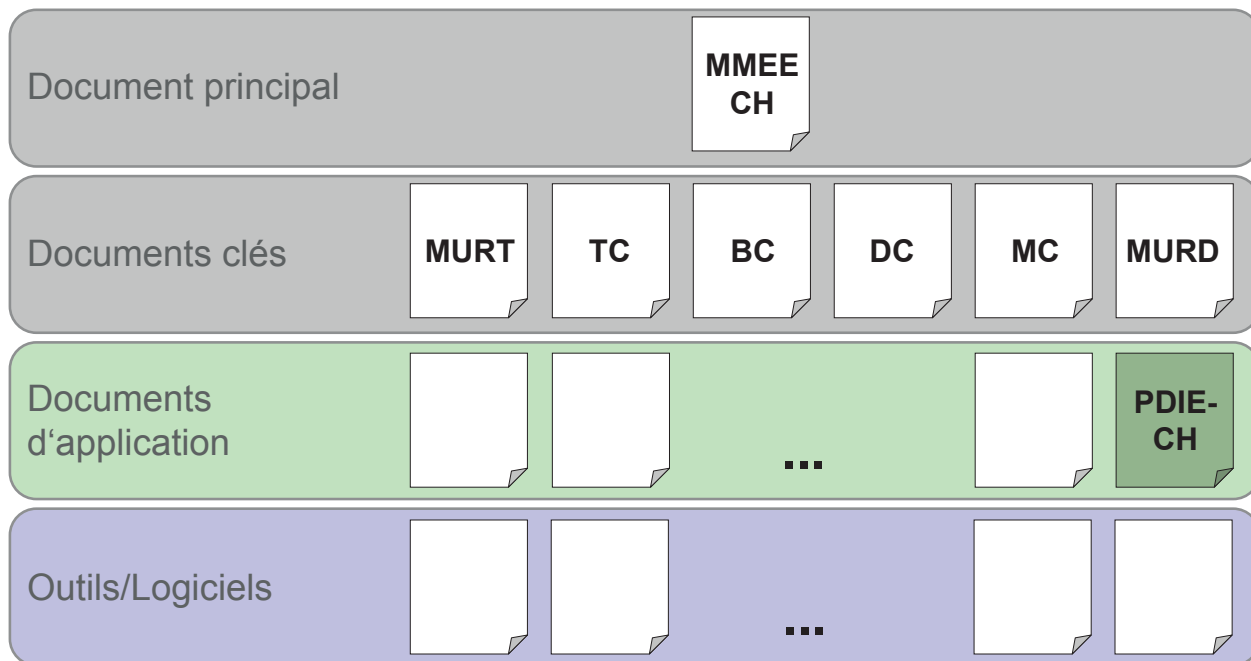 Document principal
MMEE
CH
Documents clés
MURT
TC
BC
DC
MC
MURD
Documents
d‘application
...
PDIE-
CH
Outils/Logiciels
...